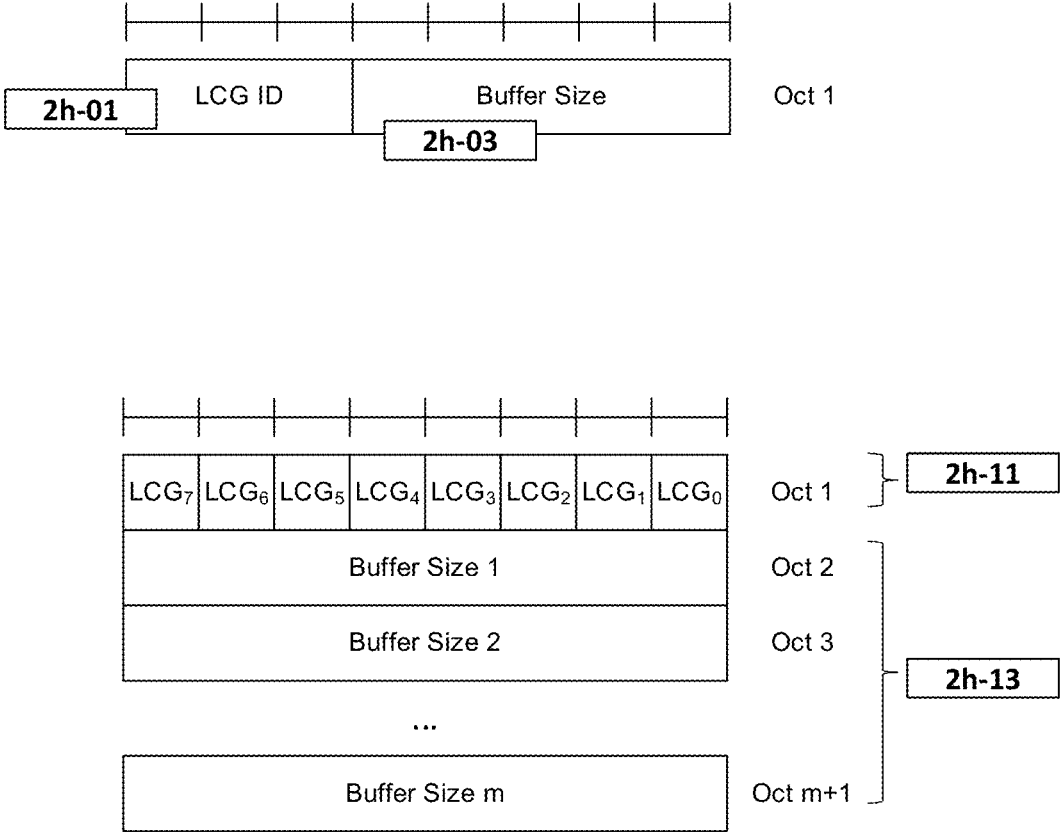 LCG ID Buffer Size Oct 1
2h-01
2h-03
LCG₇ LCG₆ LCG₅ LCG₄ LCG₃ LCG₂ LCG₁ LCG₀ Oct 1
2h-11
Buffer Size 1 Oct 2
Buffer Size 2 Oct 3
2h-13
...
Buffer Size m Oct m+1